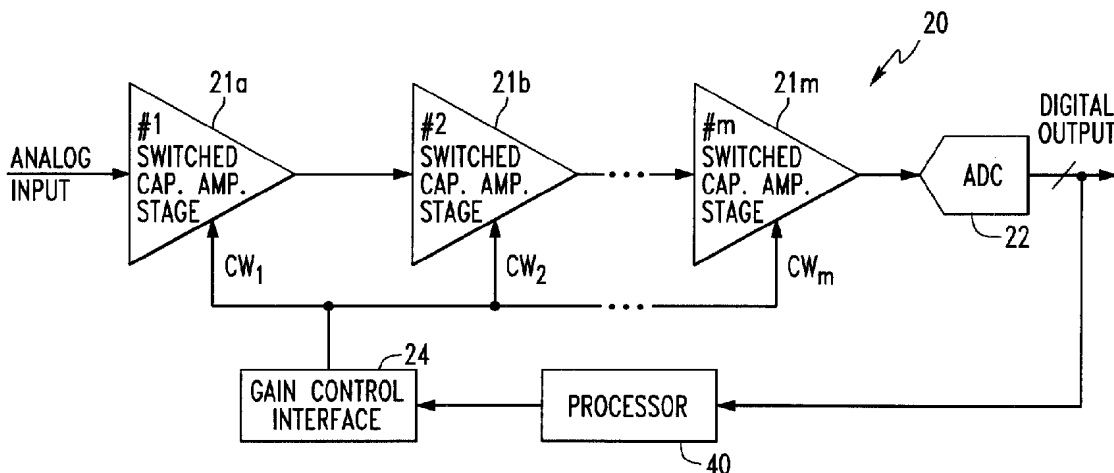 20
21a
21b
21m
#1
SWITCHED
CAP. AMP.
STAGE
#2
SWITCHED
CAP. AMP.
STAGE
#m
SWITCHED
CAP. AMP.
STAGE
ANALOG
INPUT
...
ADC
22
DIGITAL
OUTPUT
CW1
CW2
CWm
...
24
GAIN CONTROL
INTERFACE
PROCESSOR
40